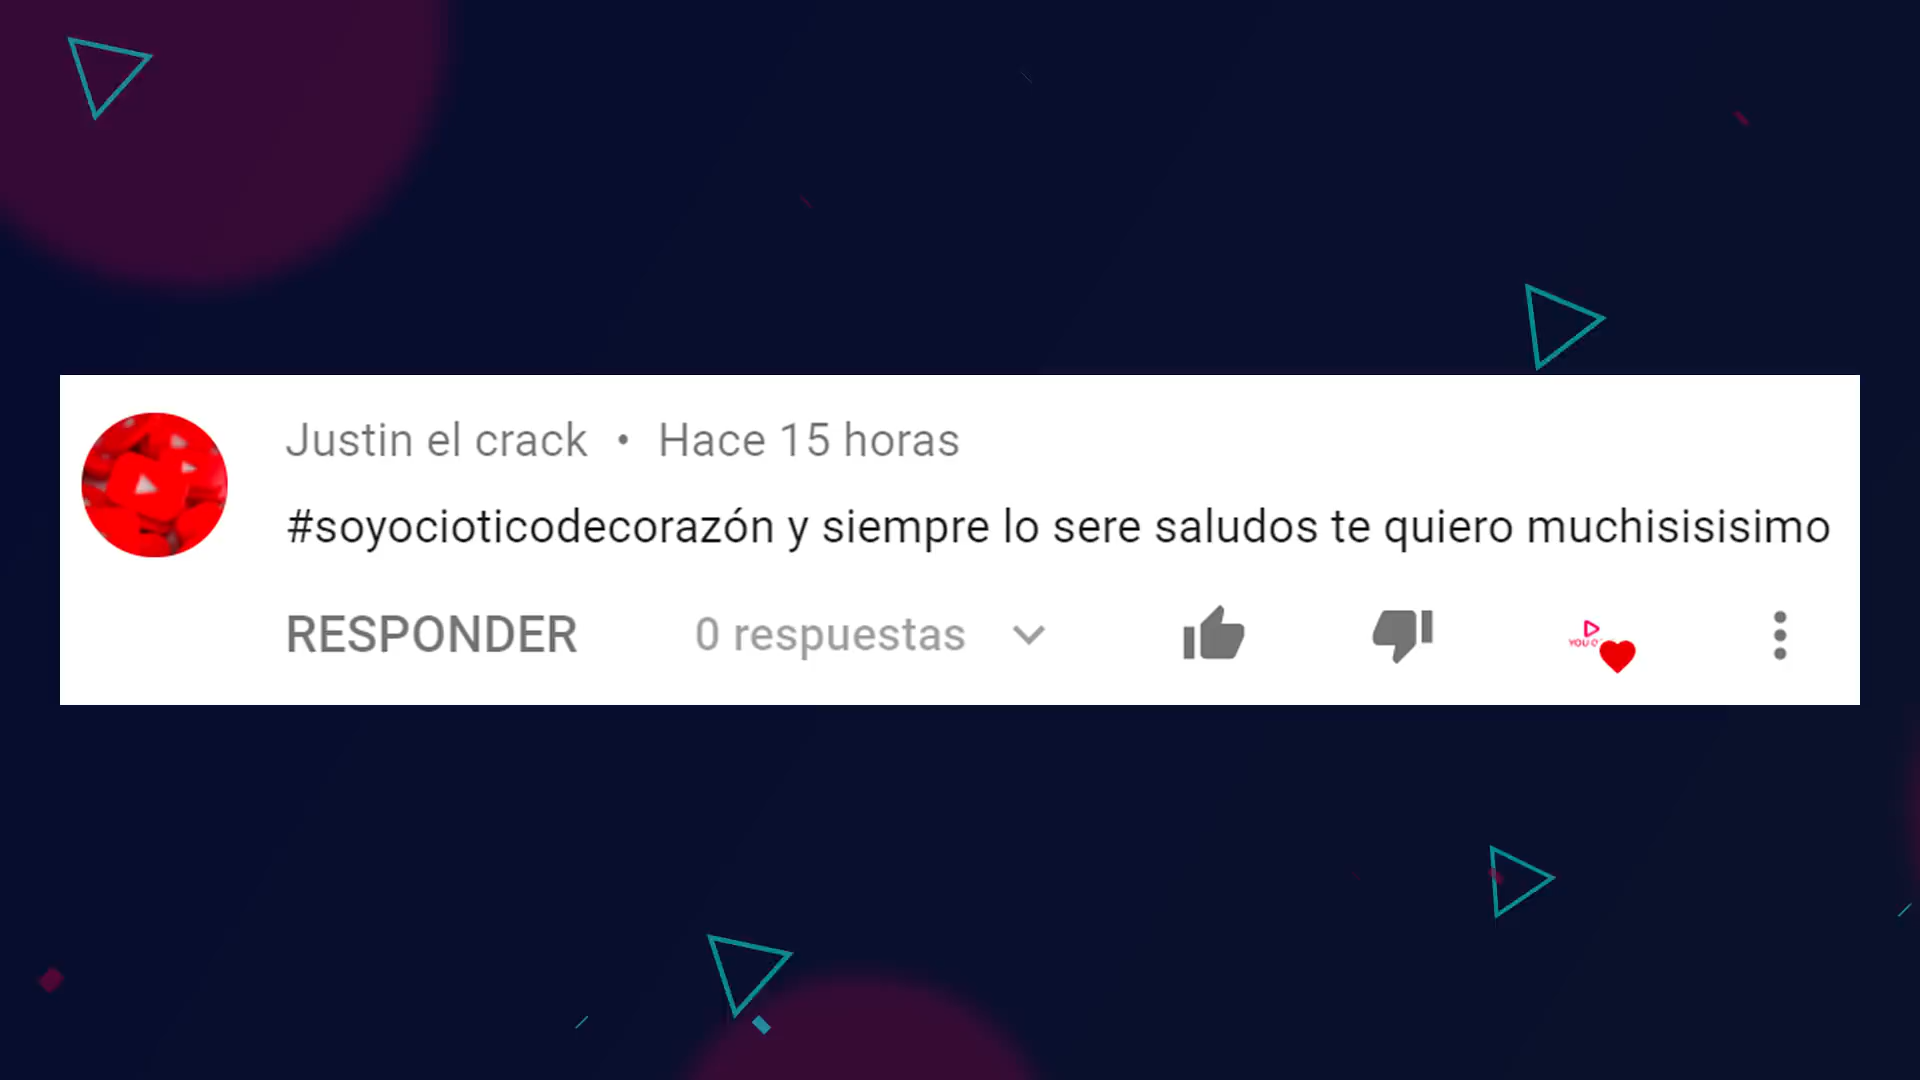 Justin el crack • Hace 15 horas
#soyocioticodecorazón y siempre lo sere saludos te quiero muchisisisimo
RESPONDER 0 respuestas